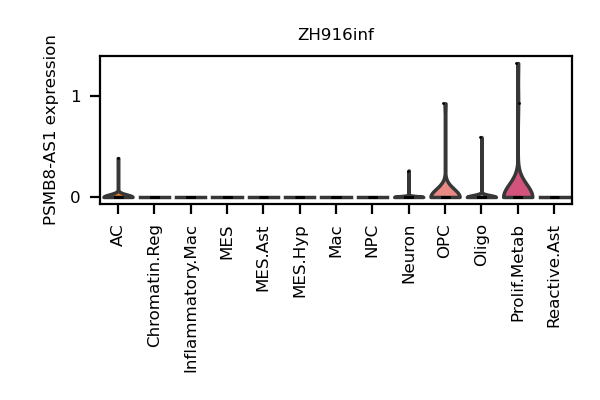 ZH916inf
PSMB8-AS1 expression
1
0
AC
Chromatin.Reg
Inflammatory.Mac
MES
MES.Ast
MES.Hyp
Mac
NPC
Neuron
OPC
Oligo
Prolif.Metab
Reactive.Ast